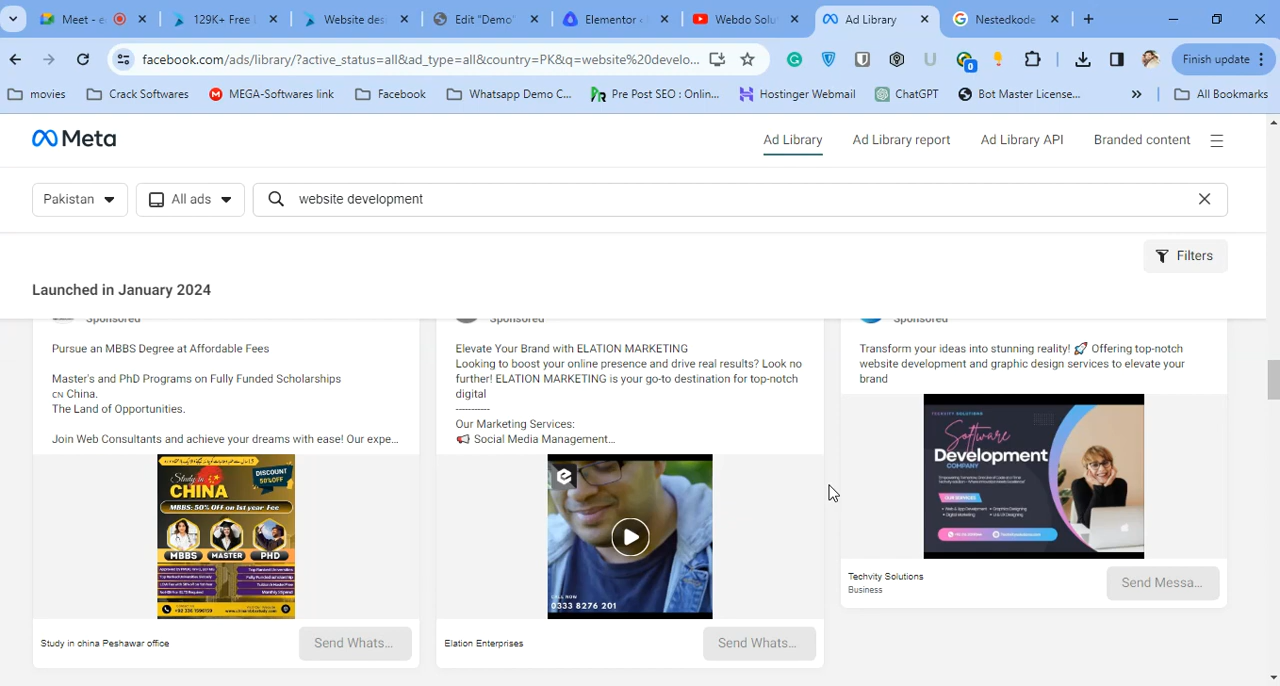 Meet - e
129K+ Free
Website des
Edit "Demo"
Elementor
Webdo Solu
Ad Library
Nestedkode
facebook.com/ads/library/?active_status=all&ad_type=all&country=PK&q=website%20develo...
0
Finish update
movies
Crack Softwares
MEGA-Softwares link
Facebook
Whatsapp Demo C...
Pre Post SEO : Onlin...
Hostinger Webmail
ChatGPT
Bot Master License...
»
All Bookmarks
Meta
Ad Library
Ad Library report
Ad Library API
Branded content
Pakistan
All ads
website development
Filters
Launched in January 2024
Sponsored
Pursue an MBBS Degree at Affordable Fees
Master's and PhD Programs on Fully Funded Scholarships
CN China.
The Land of Opportunities.
Join Web Consultants and achieve your dreams with ease! Our expe...
Study in
CHINA
DISCOUNT
50%OFF
MBBS: 50% OFF on 1st year Fee
MBBS
MASTER
PHD
Study in china Peshawar office
Send Whats...
Sponsored
Elevate Your Brand with ELATION MARKETING
Looking to boost your online presence and drive real results? Look no
further! ELATION MARKETING is your go-to destination for top-notch
digital
-----------
Our Marketing Services:
Social Media Management...
e
CALL NOW
0333 8276 201
Elation Enterprises
Send Whats...
Sponsored
Transform your ideas into stunning reality! 🚀 Offering top-notch
website development and graphic design services to elevate your
brand
TECHVITY SOLUTIONS
Software
Development
COMPANY
OUR SERVICES
Techvity Solutions
Business
Send Messa...